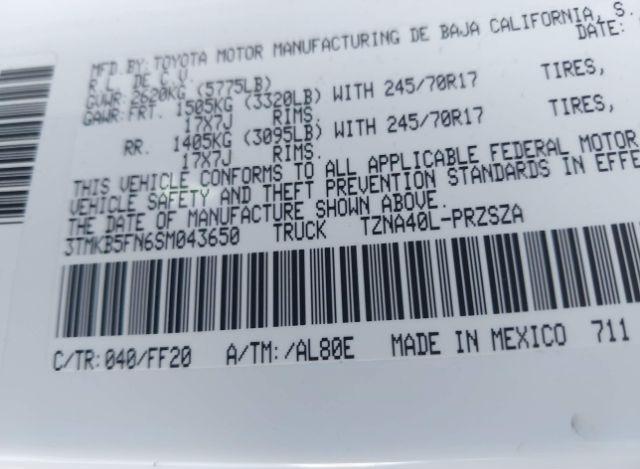 MFD.BY:TOYOTA MOTOR MANUFACTURING DE BAJA CALIFORNIA, S.
R.L. DE C.V. DATE:
GVWR:2620KG (5775LB)
GAWR:FRT. 1505KG (3320LB) WITH 245/70R17 TIRES,
17X7J RIMS.
RR. 1405KG (3095LB) WITH 245/70R17 TIRES,
17X7J RIMS.
THIS VEHICLE CONFORMS TO ALL APPLICABLE FEDERAL MOTOR
VEHICLE SAFETY AND THEFT PREVENTION STANDARDS IN EFFE
THE DATE OF MANUFACTURE SHOWN ABOVE.
3TMKB5FN6SM043650 TRUCK TZNA40L-PRZSZA
C/TR:040/FF20 A/TM:/AL80E MADE IN MEXICO 711